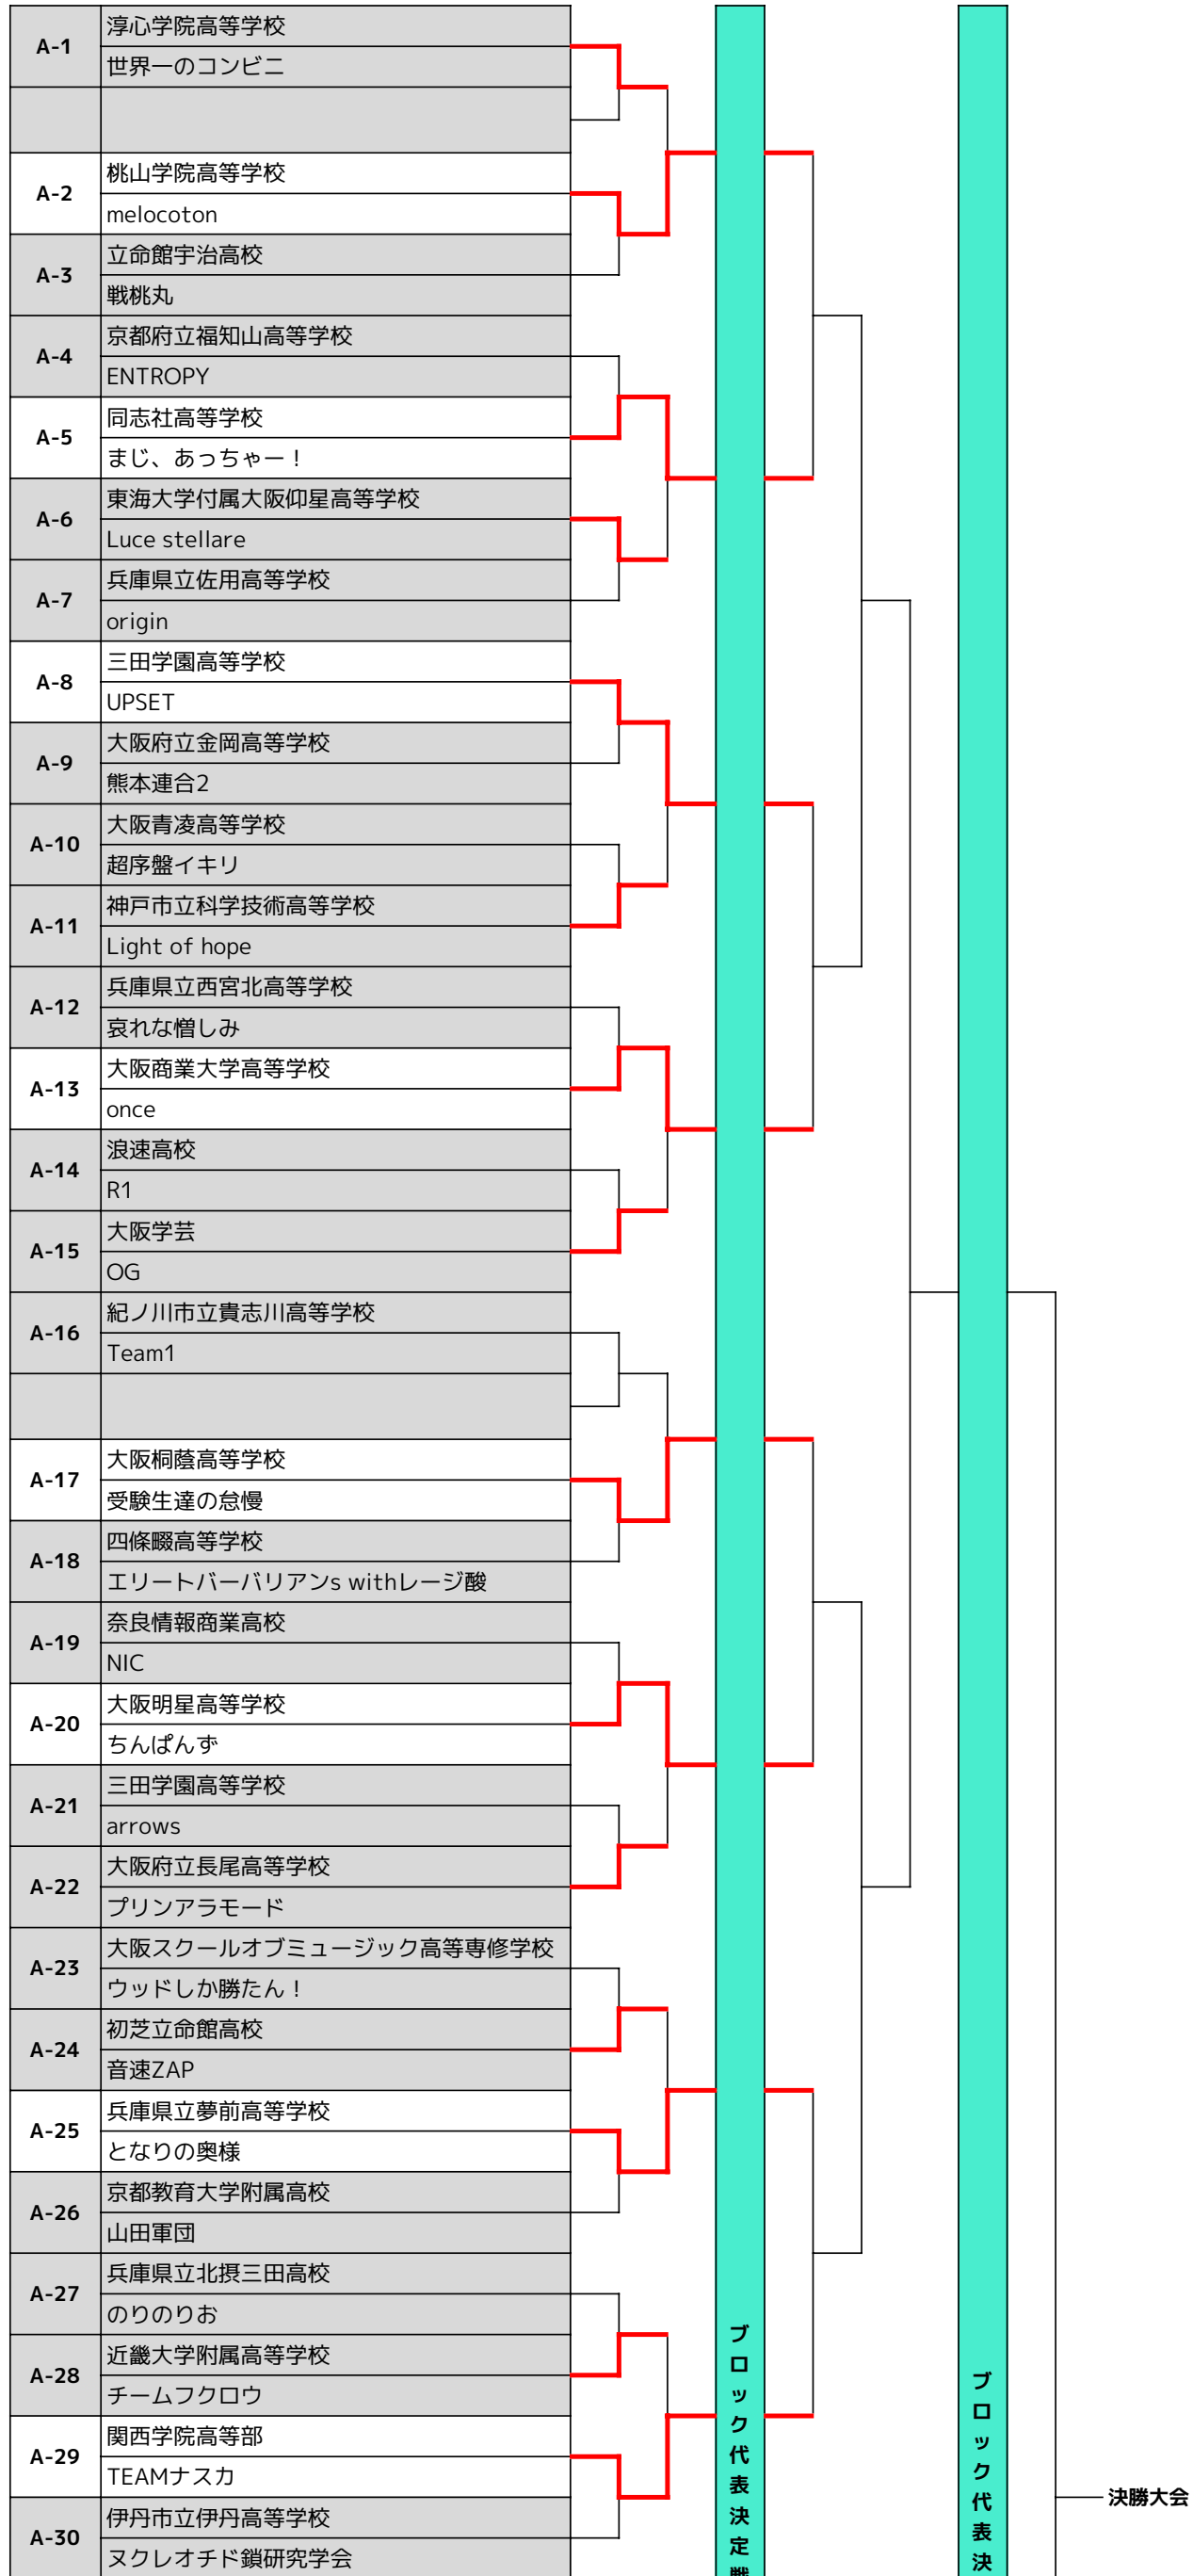 A-1
淳心学院高等学校
世界一のコンビニ
A-2
桃山学院高等学校
melocoton
A-3
立命館宇治高校
戦桃丸
A-4
京都府立福知山高等学校
ENTROPY
A-5
同志社高等学校
まじ、あっちゃー！
A-6
東海大学付属大阪仰星高等学校
Luce stellare
A-7
兵庫県立佐用高等学校
origin
A-8
三田学園高等学校
UPSET
A-9
大阪府立金岡高等学校
熊本連合2
A-10
大阪青凌高等学校
超序盤イキリ
A-11
神戸市立科学技術高等学校
Light of hope
A-12
兵庫県立西宮北高等学校
哀れな憎しみ
A-13
大阪商業大学高等学校
once
A-14
浪速高校
R1
A-15
大阪学芸
OG
A-16
紀ノ川市立貴志川高等学校
Team1
A-17
大阪桐蔭高等学校
受験生達の怠慢
A-18
四條畷高等学校
エリートバーバリアンs withレージ酸
A-19
奈良情報商業高校
NIC
A-20
大阪明星高等学校
ちんぱんず
A-21
三田学園高等学校
arrows
A-22
大阪府立長尾高等学校
プリンアラモード
A-23
大阪スクールオブミュージック高等専修学校
ウッドしか勝たん！
A-24
初芝立命館高校
音速ZAP
A-25
兵庫県立夢前高等学校
となりの奥様
A-26
京都教育大学附属高校
山田軍団
A-27
兵庫県立北摂三田高校
のりのりお
A-28
近畿大学附属高等学校
チームフクロウ
A-29
関西学院高等部
TEAMナスカ
A-30
伊丹市立伊丹高等学校
ヌクレオチド鎖研究学会
ブロック代表決定戦
ブロック代表決
決勝大会